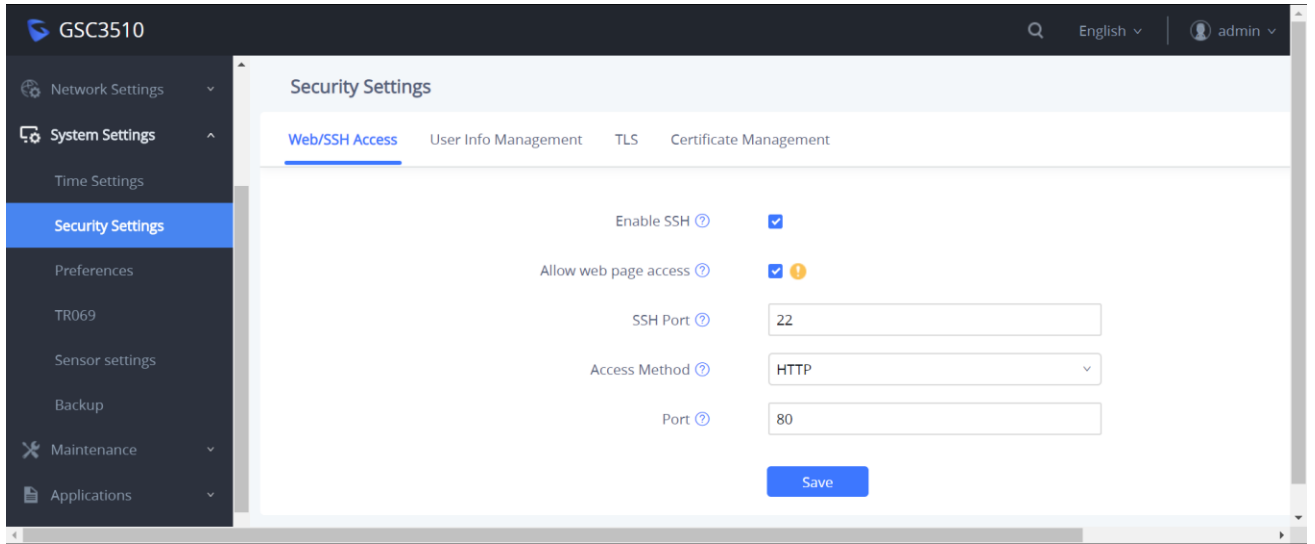 GSC3510
English
admin
Network Settings
System Settings
Time Settings
Security Settings
Preferences
TR069
Sensor settings
Backup
Maintenance
Applications
Security Settings
Web/SSH Access User Info Management TLS Certificate Management
Enable SSH ?
Allow web page access ? !
SSH Port ? 22
Access Method ? HTTP
Port ? 80
Save